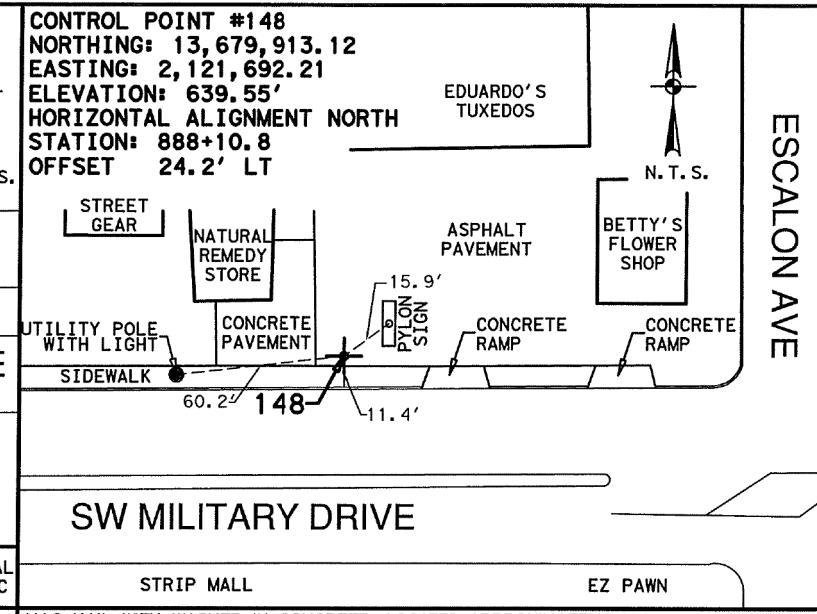 CONTROL POINT #148
NORTHING: 13,679,913.12
EASTING: 2,121,692.21
ELEVATION: 639.55'
HORIZONTAL ALIGNMENT NORTH
STATION: 888+10.8
OFFSET 24.2' LT
EDUARDO'S
TUXEDOS
N.T.S.
ESCALON AVE
S.
STREET
GEAR
NATURAL
REMEDY
STORE
ASPHALT
PAVEMENT
BETTY'S
FLOWER
SHOP
15.9'
PYLON
SIGN
UTILITY POLE
WITH LIGHT
CONCRETE
PAVEMENT
CONCRETE
RAMP
CONCRETE
RAMP
SIDEWALK
60.2'
148
11.4'
SW MILITARY DRIVE
AL
C
STRIP MALL
EZ PAWN